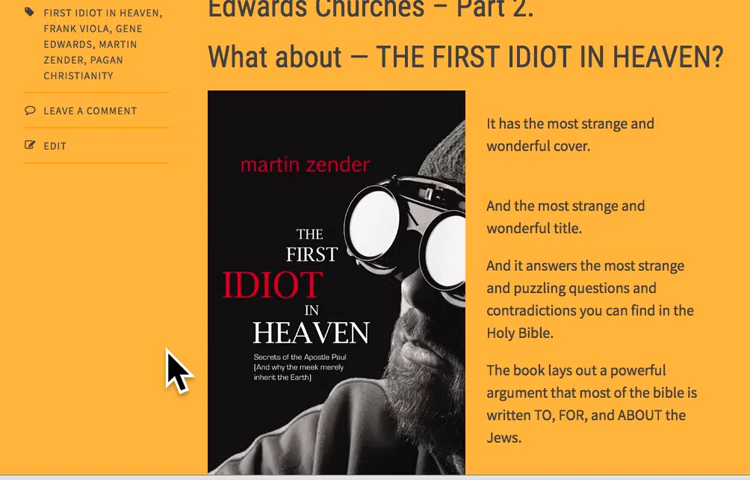 FIRST IDIOT IN HEAVEN,
FRANK VIOLA, GENE
EDWARDS, MARTIN
ZENDER, PAGAN
CHRISTIANITY
LEAVE A COMMENT
EDIT
Edwards Churches – Part 2.
What about – THE FIRST IDIOT IN HEAVEN?
martin zender
THE
FIRST
IDIOT
IN
HEAVEN
Secrets of the Apostle Paul
(And why the meek merely
inherit the Earth)
It has the most strange and
wonderful cover.
And the most strange and
wonderful title.
And it answers the most strange
and puzzling questions and
contradictions you can find in the
Holy Bible.
The book lays out a powerful
argument that most of the bible is
written TO, FOR, and ABOUT the
Jews.